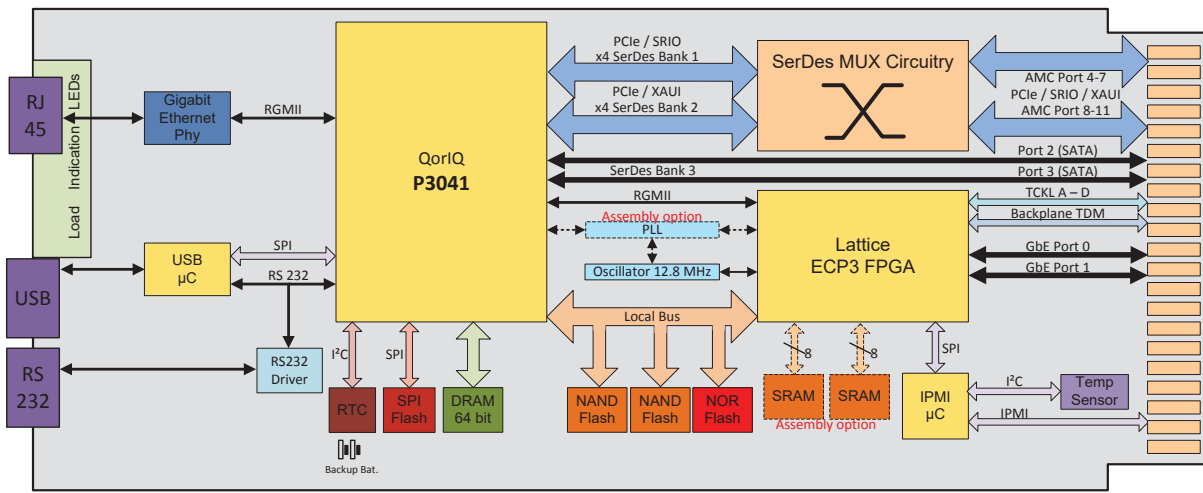 RJ
45
Load Indication LEDs
Gigabit
Ethernet
Phy
RGMII
USB
USB
µC
SPI
RS 232
RS
232
RS232
Driver
QorIQ
P3041
I²C
RTC
Backup Bat.
SPI
SPI
Flash
DRAM
64 bit
PCIe / SRIO
x4 SerDes Bank 1
PCIe / XAUI
x4 SerDes Bank 2
SerDes MUX Circuitry
AMC Port 4-7
PCIe / SRIO / XAUI
AMC Port 8-11
Port 2 (SATA)
SerDes Bank 3
Port 3 (SATA)
RGMII
Assembly option
PLL
Oscillator 12.8 MHz
Lattice
ECP3 FPGA
TCKL A – D
Backplane TDM
GbE Port 0
GbE Port 1
Local Bus
NAND
Flash
NAND
Flash
NOR
Flash
8
8
SRAM
SRAM
Assembly option
SPI
IPMI
µC
I²C
Temp
Sensor
IPMI